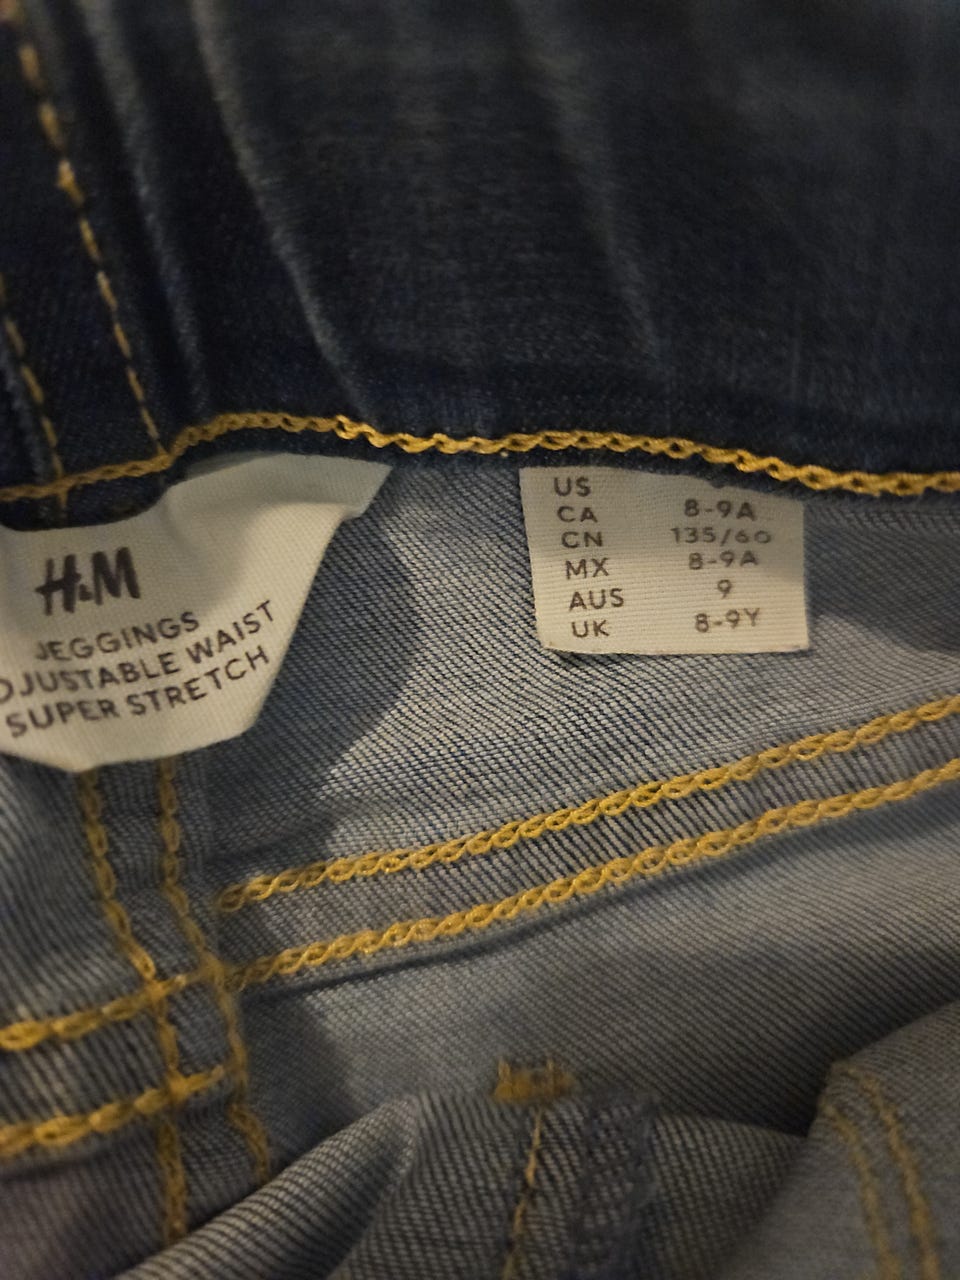 H&M
JEGGINGS
DJUSTABLE WAIST
SUPER STRETCH
US
CA 8-9A
CN 135/60
MX 8-9A
AUS 9
UK 8-9Y